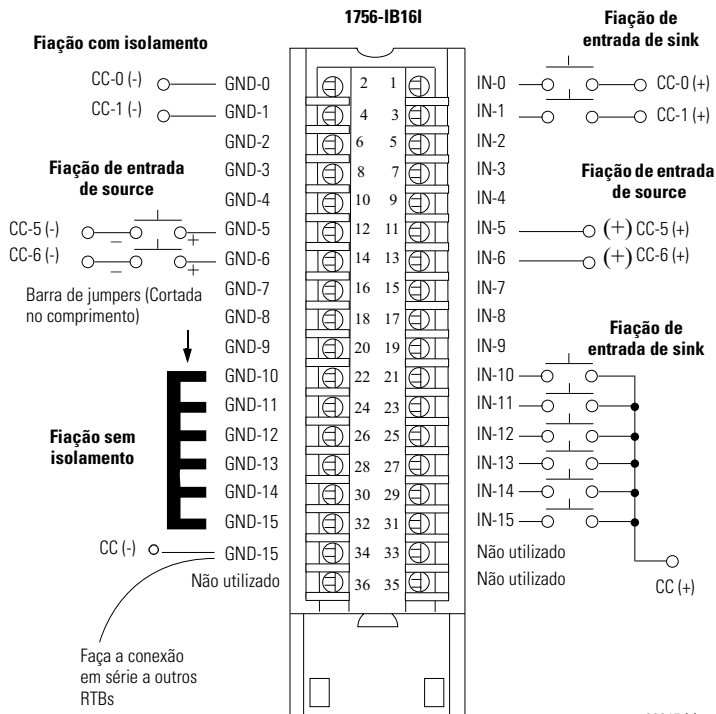 1756-IB16I
Fiação com isolamento
Fiação de
entrada de sink
CC-0 (-)
GND-0
2 1
IN-0
CC-0 (+)
CC-1 (-)
GND-1
4 3
IN-1
CC-1 (+)
GND-2
6 5
IN-2
Fiação de entrada
de source
GND-3
8 7
IN-3
Fiação de entrada
de source
GND-4
10 9
IN-4
CC-5 (-)
– +
GND-5
12 11
IN-5
(+) CC-5 (+)
CC-6 (-)
– +
GND-6
14 13
IN-6
(+) CC-6 (+)
Barra de jumpers (Cortada
no comprimento)
GND-7
16 15
IN-7
GND-8
18 17
IN-8
Fiação de
entrada de sink
GND-9
20 19
IN-9
GND-10
22 21
IN-10
GND-11
24 23
IN-11
Fiação sem
isolamento
GND-12
26 25
IN-12
GND-13
28 27
IN-13
GND-14
30 29
IN-14
GND-15
32 31
IN-15
CC (-)
GND-15
34 33
Não utilizado
Não utilizado
36 35
Não utilizado
CC (+)
Faça a conexão
em série a outros
RTBs